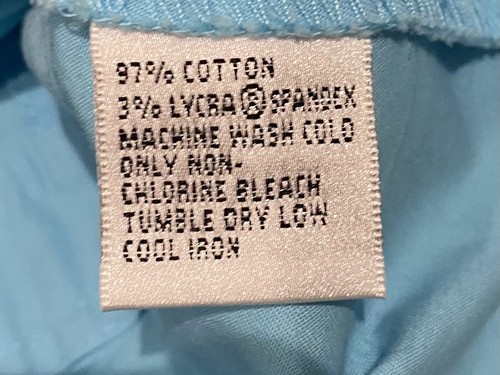 97% COTTON
3% LYCRA® SPANDEX
MACHINE WASH COLD
ONLY NON-
CHLORINE BLEACH
TUMBLE DRY LOW
COOL IRON